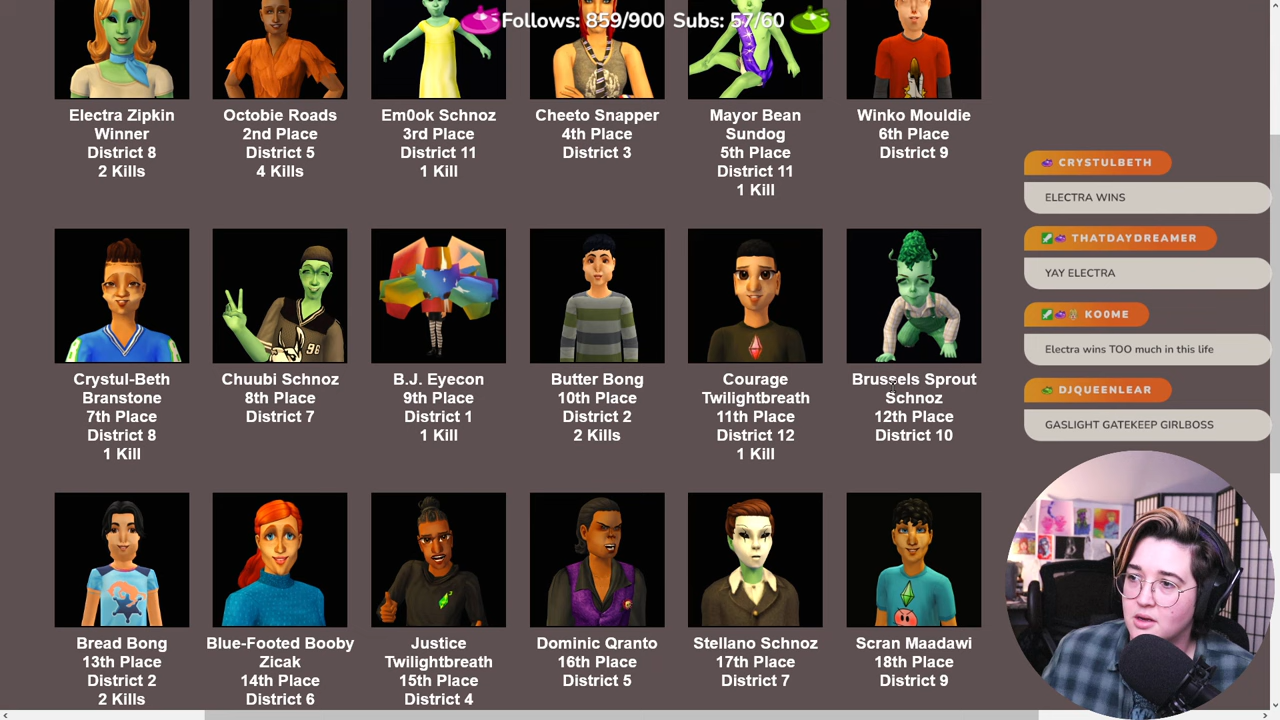 Follows: 859/900 Subs: 57/60
Electra Zipkin
Winner
District 8
2 Kills
Octobie Roads
2nd Place
District 5
4 Kills
Em0ok Schnoz
3rd Place
District 11
1 Kill
Cheeto Snapper
4th Place
District 3
Mayor Bean
Sundog
5th Place
District 11
1 Kill
Winko Mouldie
6th Place
District 9
Crystul-Beth
Branstone
7th Place
District 8
1 Kill
Chuubi Schnoz
8th Place
District 7
B.J. Eyecon
9th Place
District 1
1 Kill
Butter Bong
10th Place
District 2
2 Kills
Courage
Twilightbreath
11th Place
District 12
1 Kill
Brussels Sprout
Schnoz
12th Place
District 10
Bread Bong
13th Place
District 2
2 Kills
Blue-Footed Booby
Zicak
14th Place
District 6
Justice
Twilightbreath
15th Place
District 4
Dominic Qranto
16th Place
District 5
Stellano Schnoz
17th Place
District 7
Scran Maadawi
18th Place
District 9
CRYSTULBETH
ELECTRA WINS
THATDAYDREAMER
YAY ELECTRA
KO0ME
Electra wins TOO much in this life
DJQUEENLEAR
GASLIGHT GATEKEEP GIRLBOSS